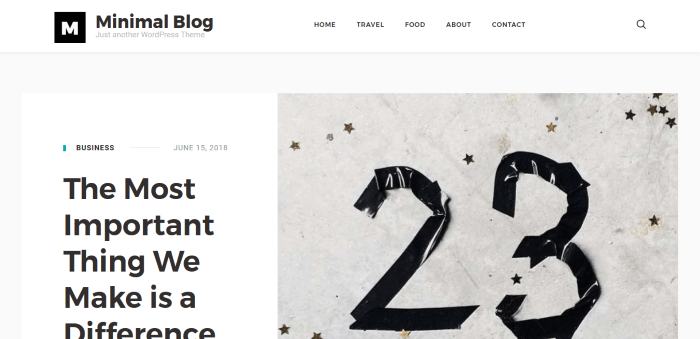 M
Minimal Blog
Just another WordPress Theme
HOME TRAVEL FOOD ABOUT CONTACT
BUSINESS JUNE 15, 2018
The Most
Important
Thing We
Make is a
Difference
23